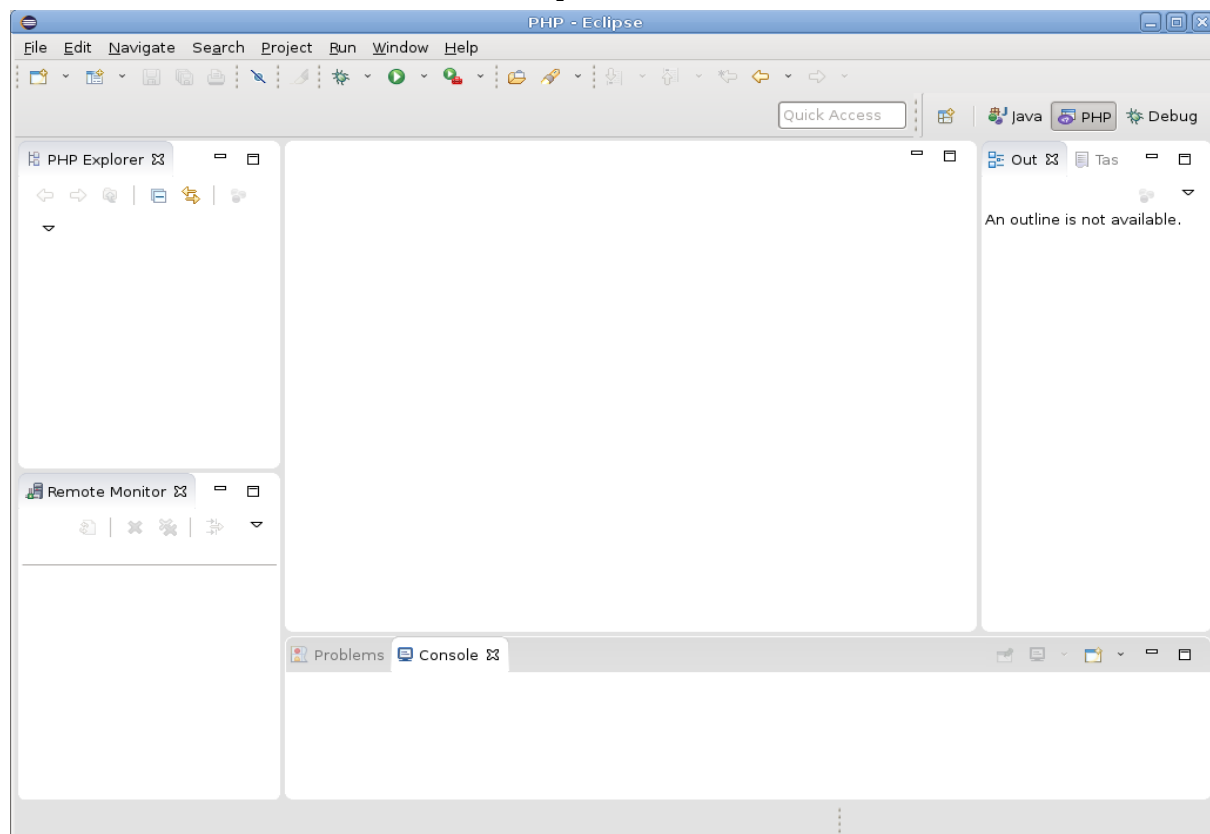 PHP - Eclipse
File Edit Navigate Search Project Run Window Help
Quick Access
Java PHP Debug
PHP Explorer
Out Tas
An outline is not available.
Remote Monitor
Problems Console